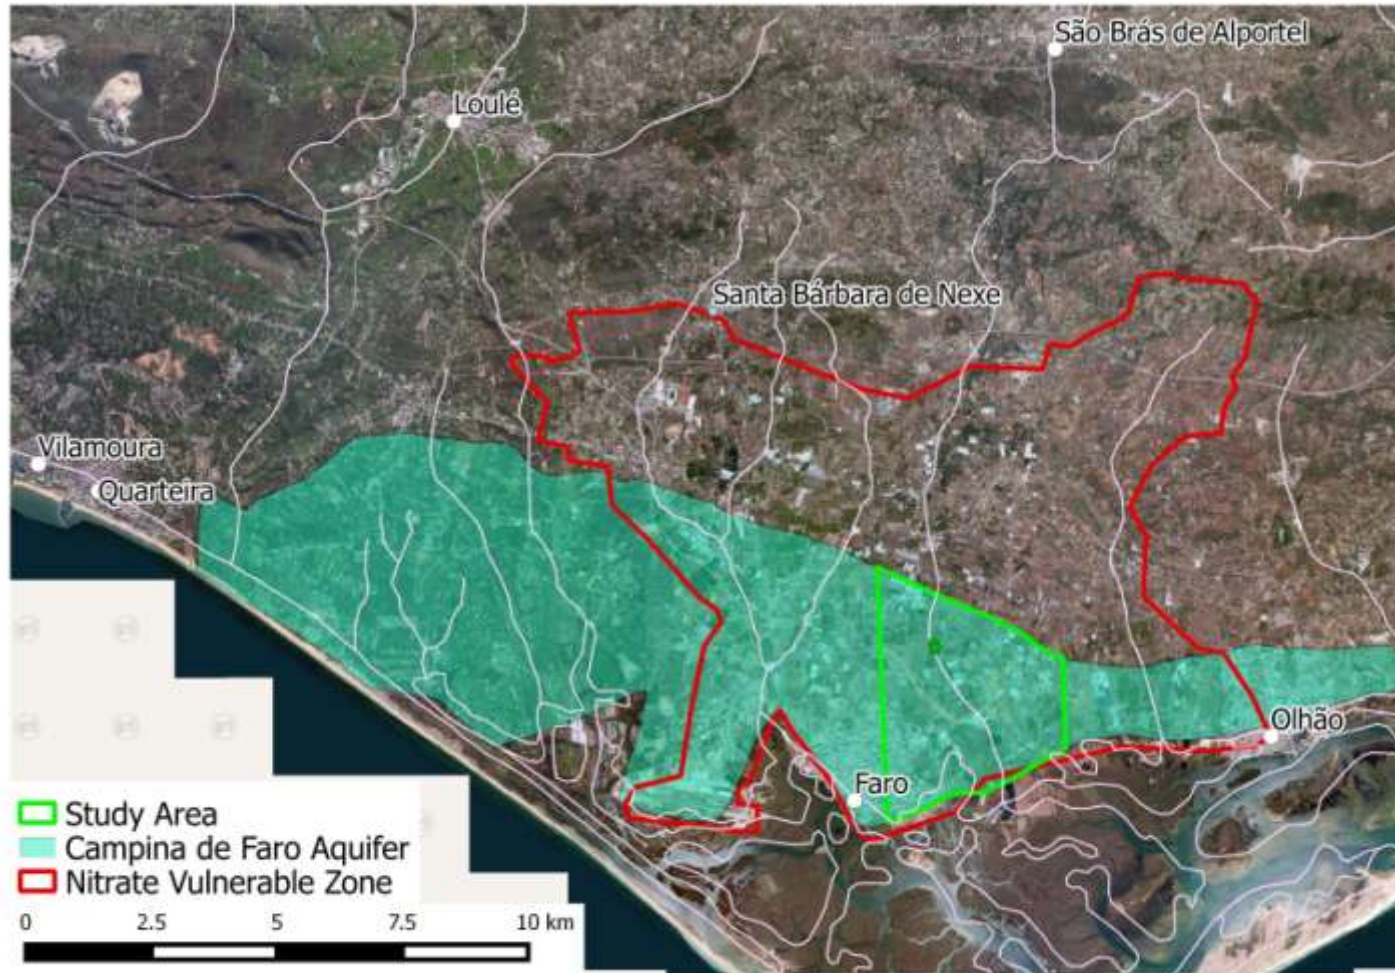 São Brás de Alportel
Loulé
Santa Bárbara de Nexe
Vilamoura
Quarteira
Olhão
Faro
Study Area
Campina de Faro Aquifer
Nitrate Vulnerable Zone
0 2.5 5 7.5 10 km